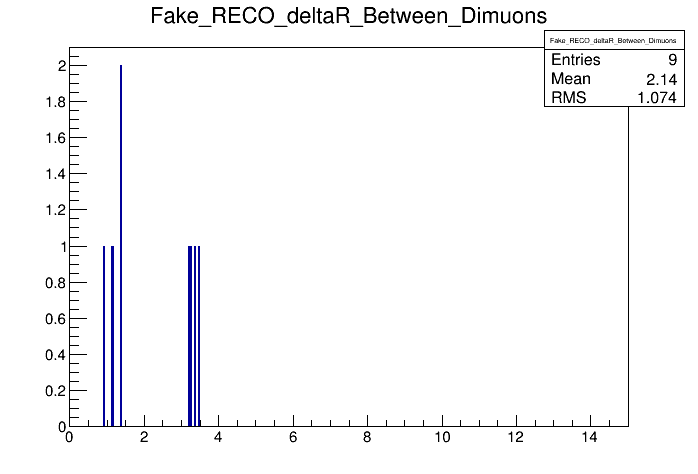 Fake_RECO_deltaR_Between_Dimuons
Fake_RECO_deltaR_Between_Dimuons
Entries 9
Mean 2.14
RMS 1.074
2
1.8
1.6
1.4
1.2
1
0.8
0.6
0.4
0.2
0
0 2 4 6 8 10 12 14